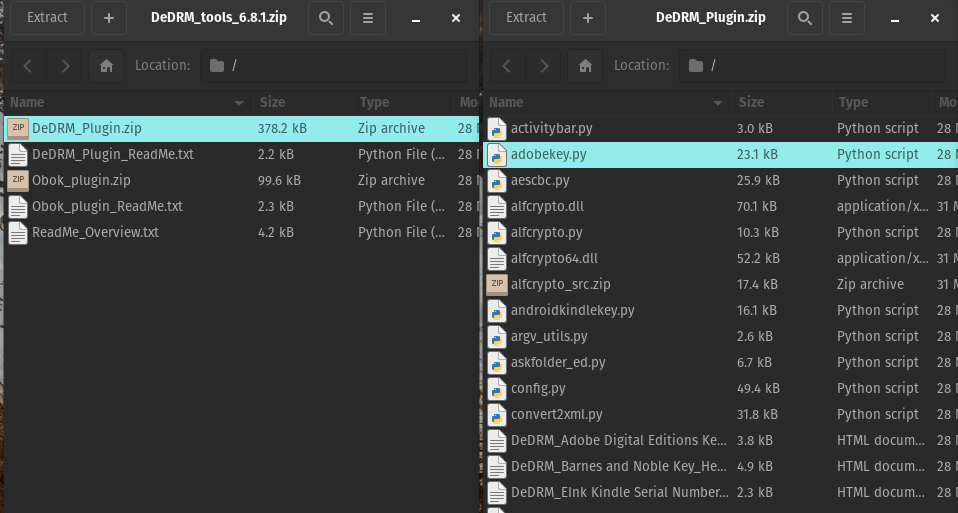 Extract + DeDRM_tools_6.8.1.zip
Location: /
Name Size Type Mo
DeDRM_Plugin.zip 378.2 kB Zip archive 28
DeDRM_Plugin_ReadMe.txt 2.2 kB Python File (... 28
Obok_plugin.zip 99.6 kB Zip archive 28
Obok_plugin_ReadMe.txt 2.3 kB Python File (... 28
ReadMe_Overview.txt 4.2 kB Python File (... 28
Extract + DeDRM_Plugin.zip
Location: /
Name Size Type Mo
activitybar.py 3.0 kB Python script 28
adobekey.py 23.1 kB Python script 28
aescbc.py 25.9 kB Python script 28
alfcrypto.dll 70.1 kB application/x... 31
alfcrypto.py 10.3 kB Python script 28
alfcrypto64.dll 52.2 kB application/x... 31
alfcrypto_src.zip 17.4 kB Zip archive 31
androidkindlekey.py 16.1 kB Python script 28
argv_utils.py 2.6 kB Python script 28
askfolder_ed.py 6.7 kB Python script 28
config.py 49.4 kB Python script 28
convert2xml.py 31.8 kB Python script 28
DeDRM_Adobe Digital Editions Ke... 3.8 kB HTML docum... 28
DeDRM_Barnes and Noble Key_He... 4.9 kB HTML docum... 28
DeDRM_EInk Kindle Serial Number... 2.3 kB HTML docum... 28